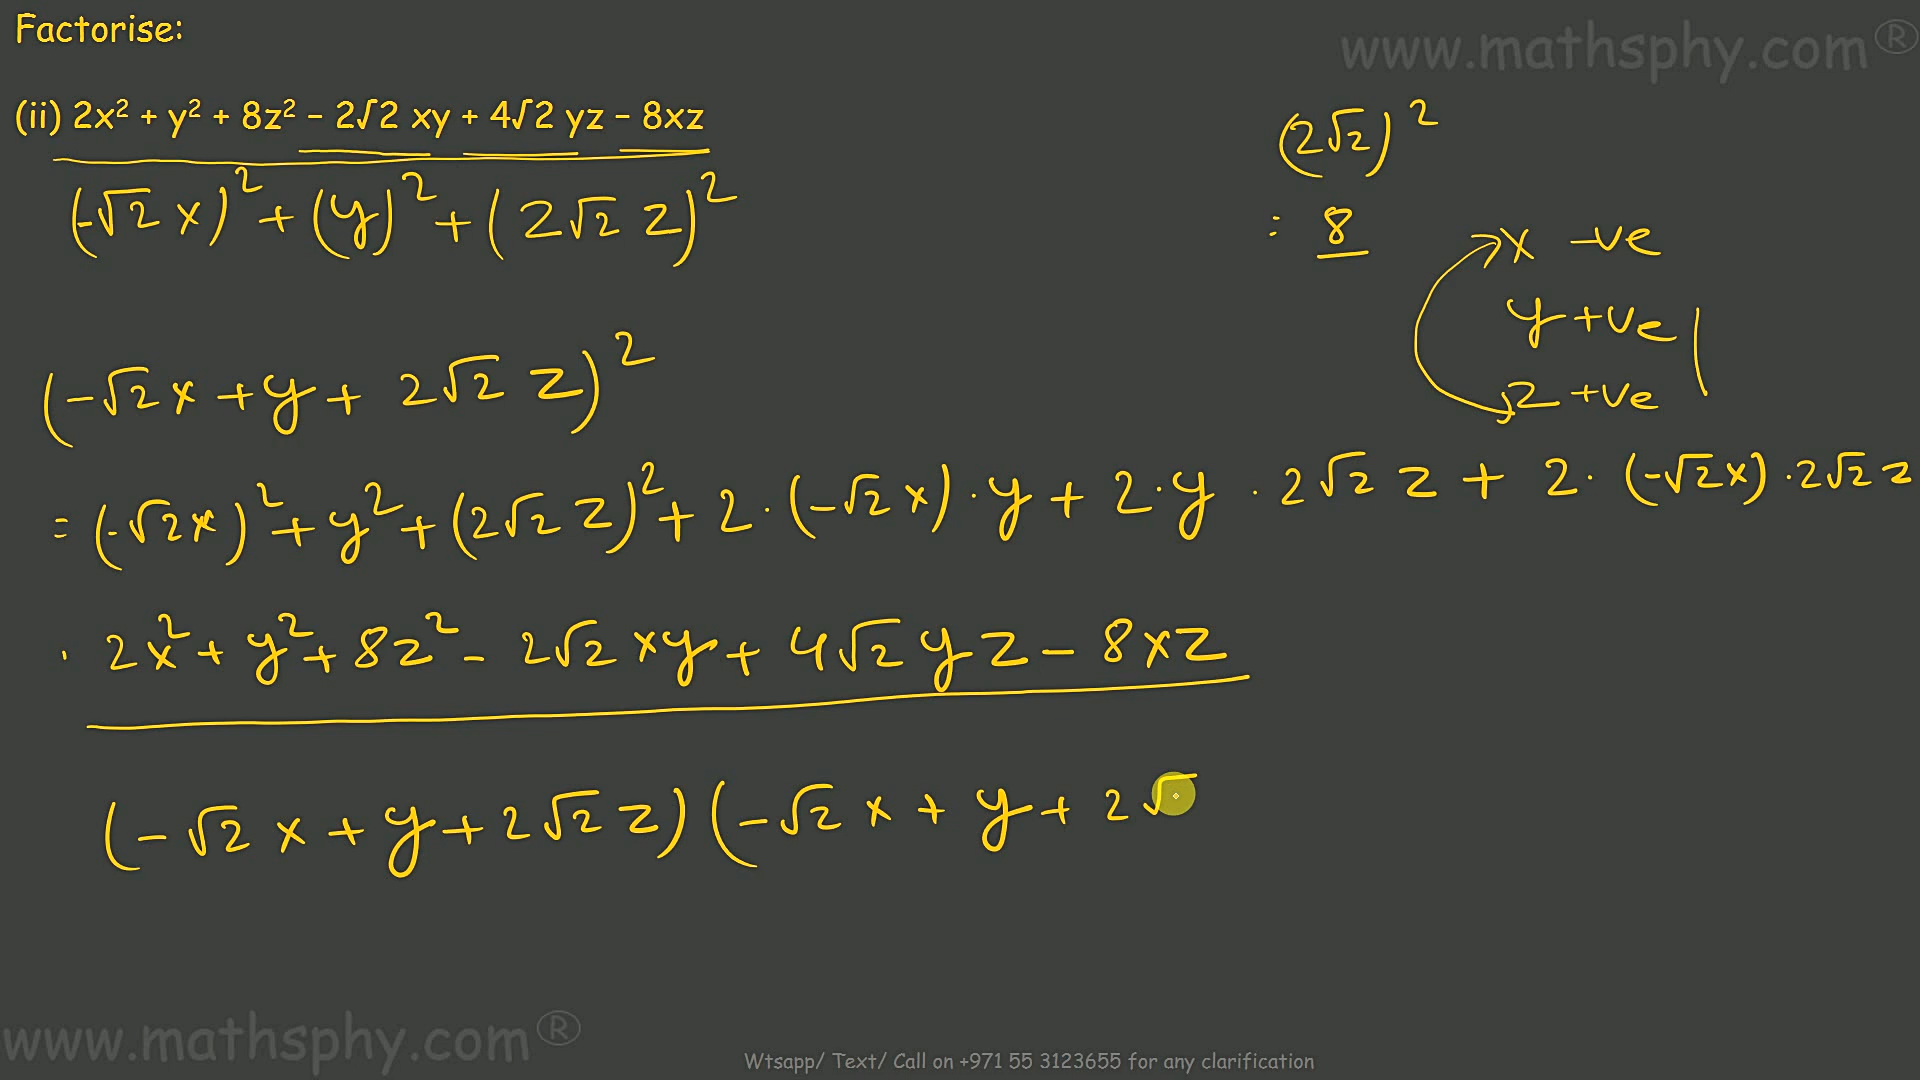 Factorise:
www.mathsphy.com®
(ii) 2x² + y² + 8z² – 2√2 xy + 4√2 yz – 8xz
(-√2 x)² + (y)² + (2√2 z)²
(2√2)²
= 8
x -ve
y +ve
z +ve
(-√2x + y + 2√2 z)²
= (-√2x)² + y² + (2√2 z)² + 2·(-√2x)·y + 2·y·2√2 z + 2·(-√2x)·2√2 z
2x² + y² + 8z² - 2√2 xy + 4√2 yz - 8xz
(-√2 x + y + 2√2 z)(-√2 x + y + 2√
www.mathsphy.com®
Wtsapp/ Text/ Call on +971 55 3123655 for any clarification